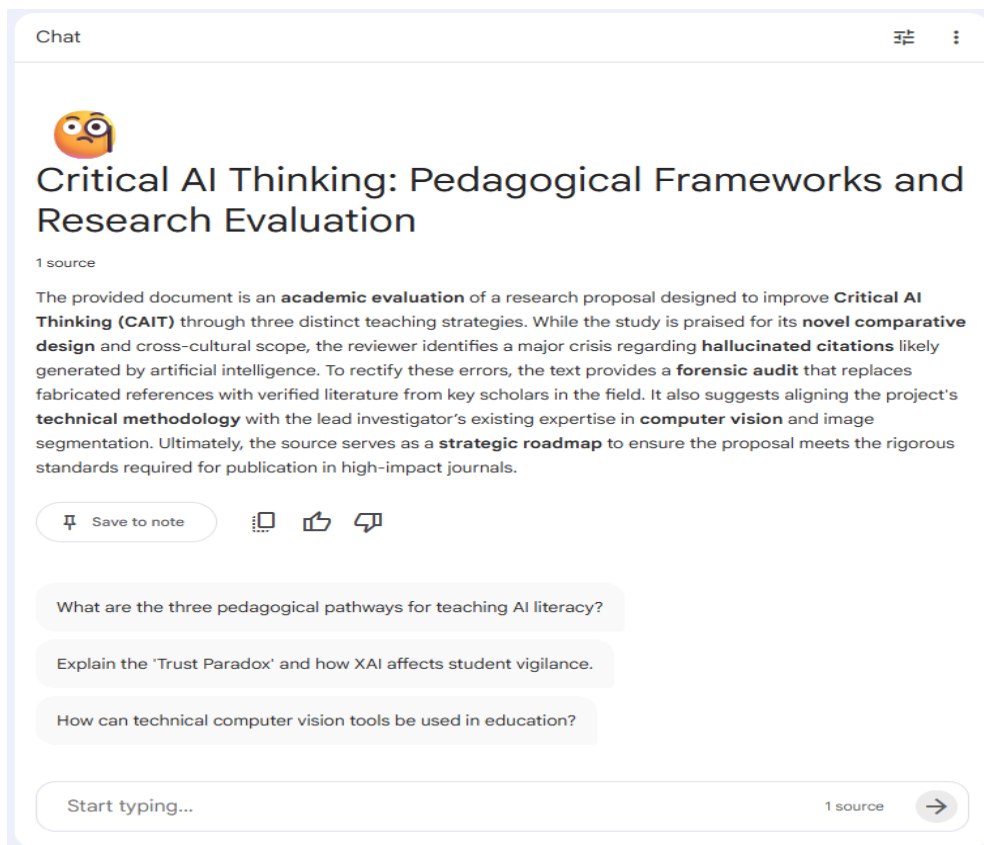 Chat
Critical AI Thinking: Pedagogical Frameworks and
Research Evaluation
1 source
The provided document is an academic evaluation of a research proposal designed to improve Critical AI
Thinking (CAIT) through three distinct teaching strategies. While the study is praised for its novel comparative
design and cross-cultural scope, the reviewer identifies a major crisis regarding hallucinated citations likely
generated by artificial intelligence. To rectify these errors, the text provides a forensic audit that replaces
fabricated references with verified literature from key scholars in the field. It also suggests aligning the project's
technical methodology with the lead investigator's existing expertise in computer vision and image
segmentation. Ultimately, the source serves as a strategic roadmap to ensure the proposal meets the rigorous
standards required for publication in high-impact journals.
Save to note
What are the three pedagogical pathways for teaching AI literacy?
Explain the 'Trust Paradox' and how XAI affects student vigilance.
How can technical computer vision tools be used in education?
Start typing... 1 source